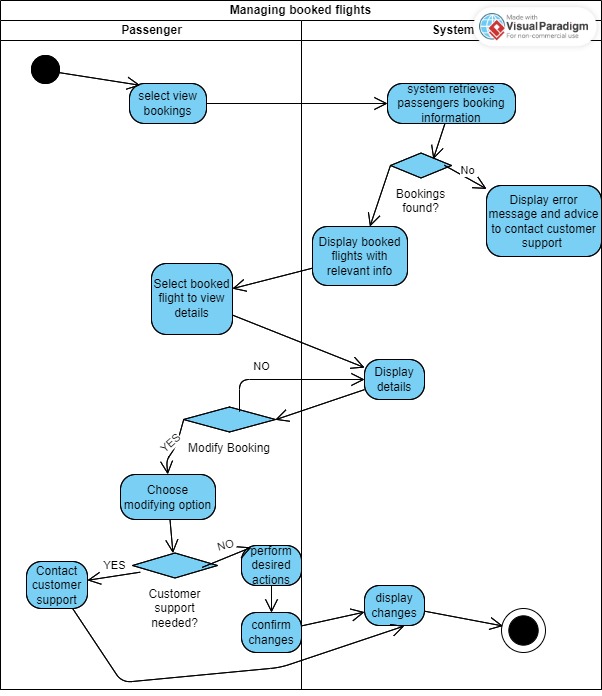 Managing booked flights
Passenger
System
Made with
VisualParadigm
For non-commercial use
select view
bookings
system retrieves
passengers booking
information
No
Bookings
found?
Display error
message and advice
to contact customer
support
Display booked
flights with
relevant info
Select booked
flight to view
details
NO
Display
details
YES
Modify Booking
Choose
modifying option
NO
YES
Customer
support
needed?
perform
desired
actions
Contact
customer
support
confirm
changes
display
changes